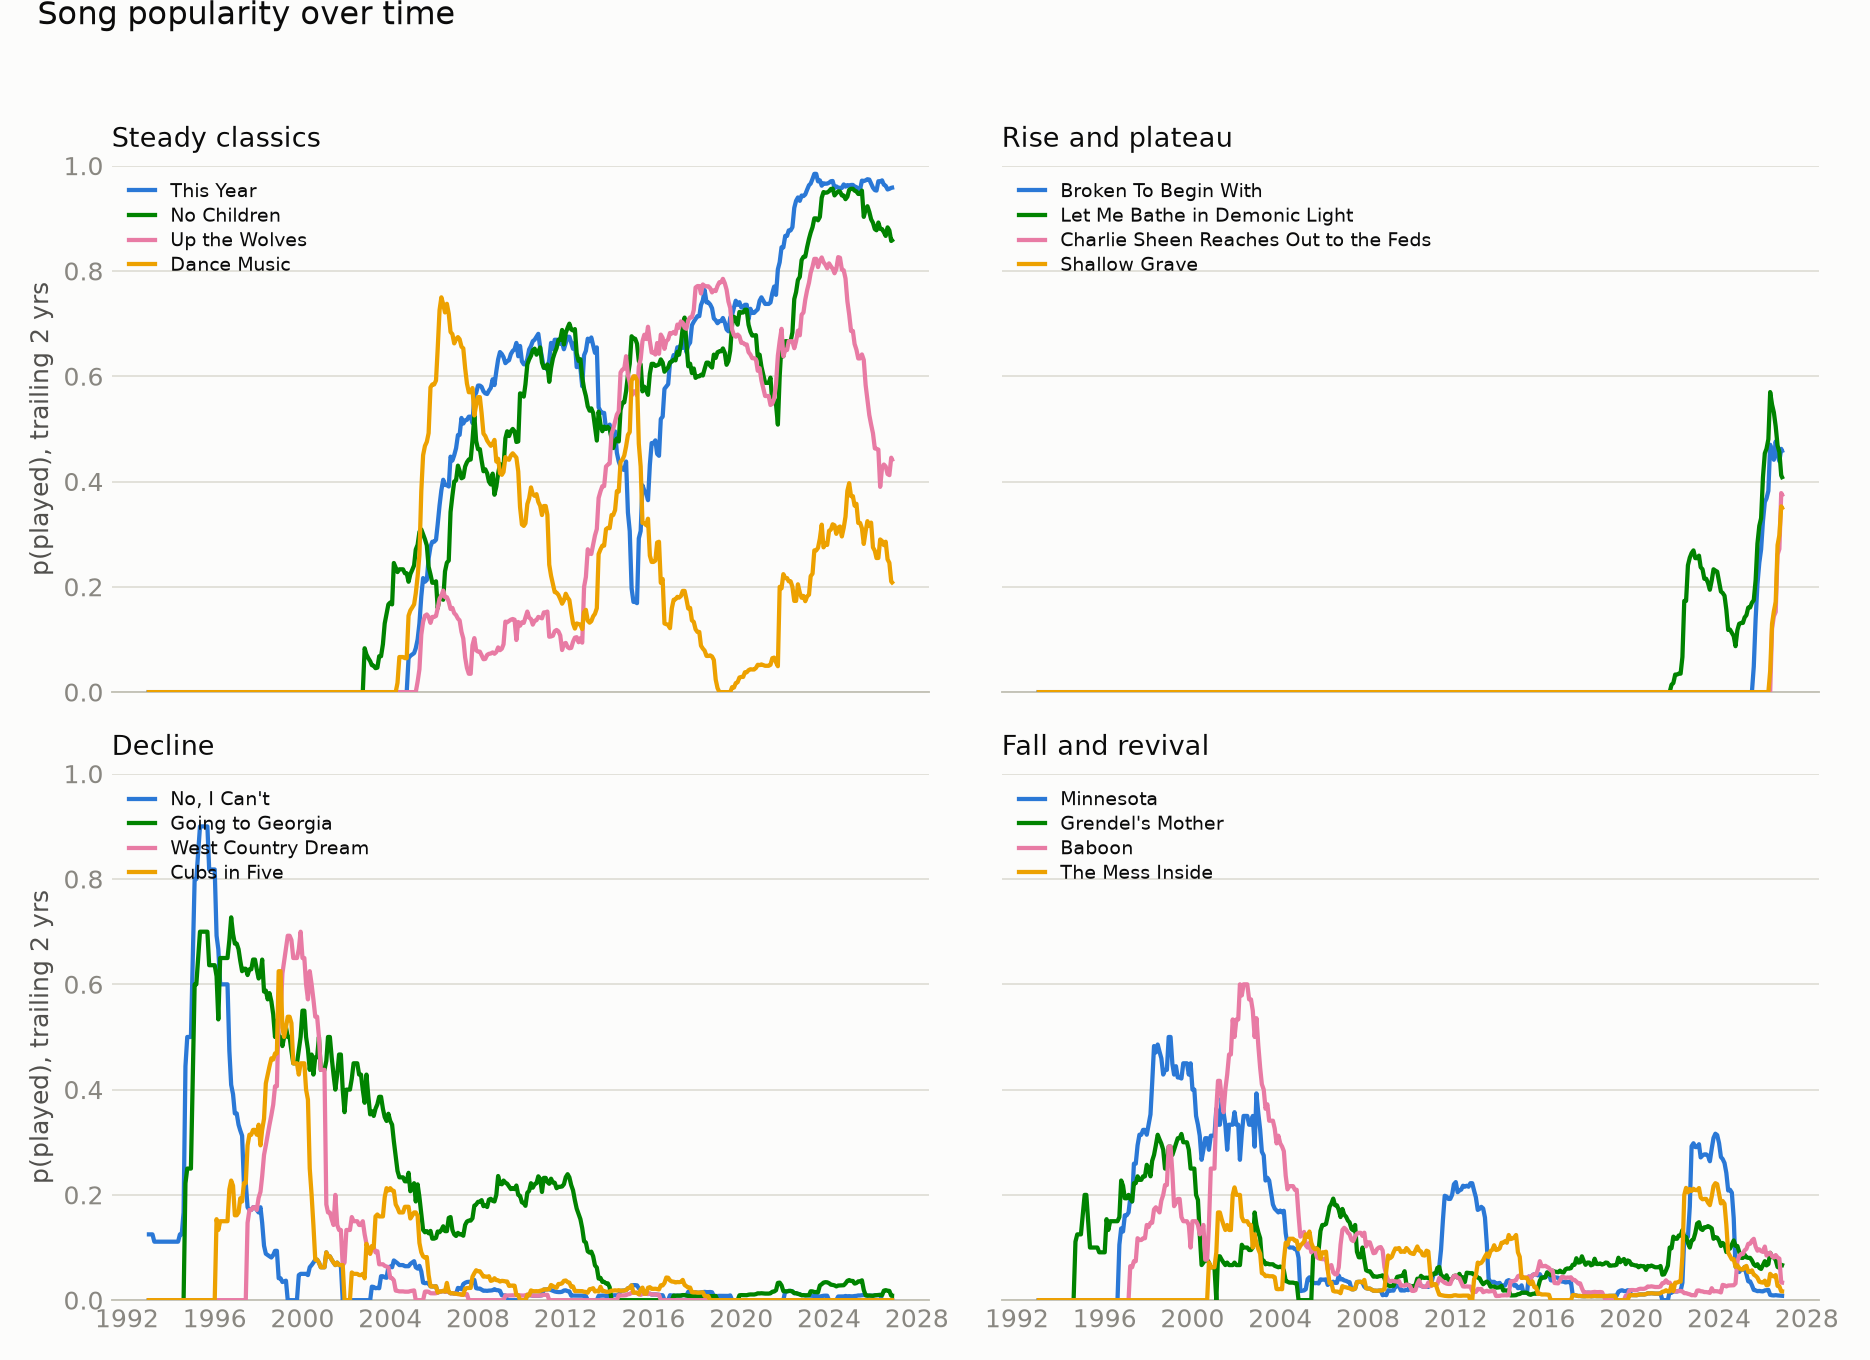 Song popularity over time
Steady classics
Rise and plateau
p(played), trailing 2 yrs
1.0
0.8
0.6
0.4
0.2
0.0
This Year
No Children
Up the Wolves
Dance Music
Broken To Begin With
Let Me Bathe in Demonic Light
Charlie Sheen Reaches Out to the Feds
Shallow Grave
Decline
Fall and revival
p(played), trailing 2 yrs
1.0
0.8
0.6
0.4
0.2
0.0
No, I Can't
Going to Georgia
West Country Dream
Cubs in Five
Minnesota
Grendel's Mother
Baboon
The Mess Inside
1992 1996 2000 2004 2008 2012 2016 2020 2024 2028
1992 1996 2000 2004 2008 2012 2016 2020 2024 2028